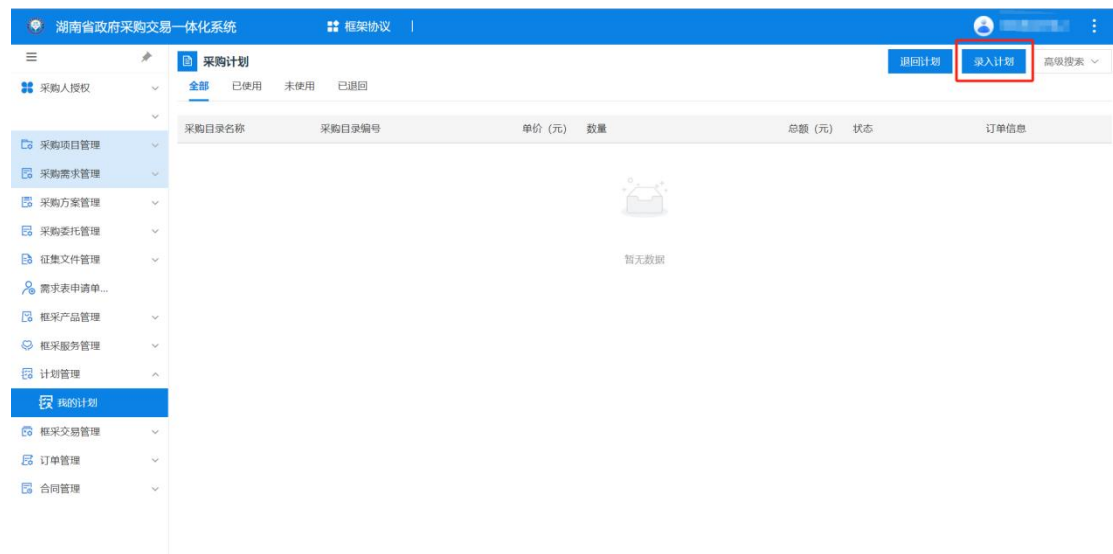 湖南省政府采购交易一体化系统
框架协议
采购人授权
采购项目管理
采购需求管理
采购方案管理
采购委托管理
征集文件管理
需求表申请单...
框采产品管理
框采服务管理
计划管理
我的计划
框采交易管理
订单管理
合同管理
采购计划
退回计划 录入计划 高级搜索
全部 已使用 未使用 已退回
采购目录名称 采购目录编号 单价（元） 数量 总额（元） 状态 订单信息
暂无数据